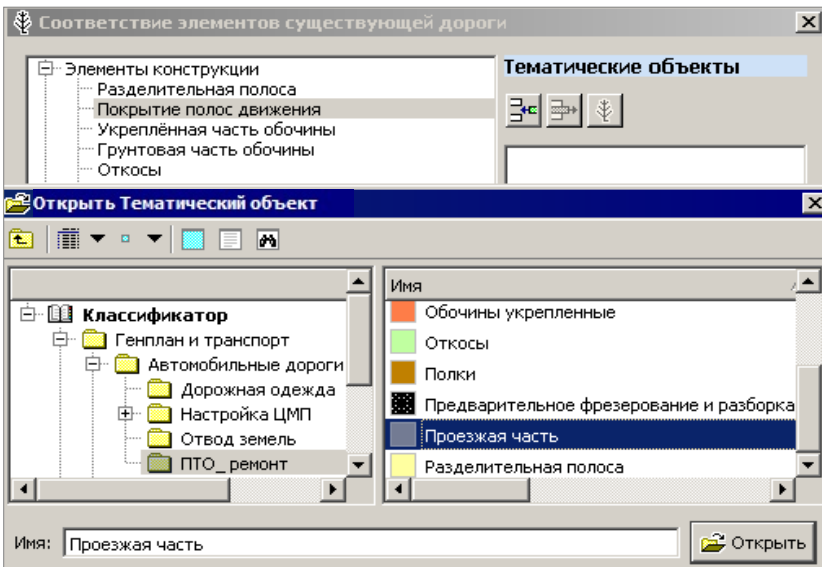 Соответствие элементов существующей дороги
Элементы конструкции
Разделительная полоса
Покрытие полос движения
Укреплённая часть обочины
Грунтовая часть обочины
Откосы
Тематические объекты
Открыть Тематический объект
Классификатор
Генплан и транспорт
Автомобильные дороги
Дорожная одежда
Настройка ЦМП
Отвод земель
ПТО_ ремонт
Имя
Обочины укрепленные
Откосы
Полки
Предварительное фрезерование и разборка
Проезжая часть
Разделительная полоса
Имя: Проезжая часть
Открыть